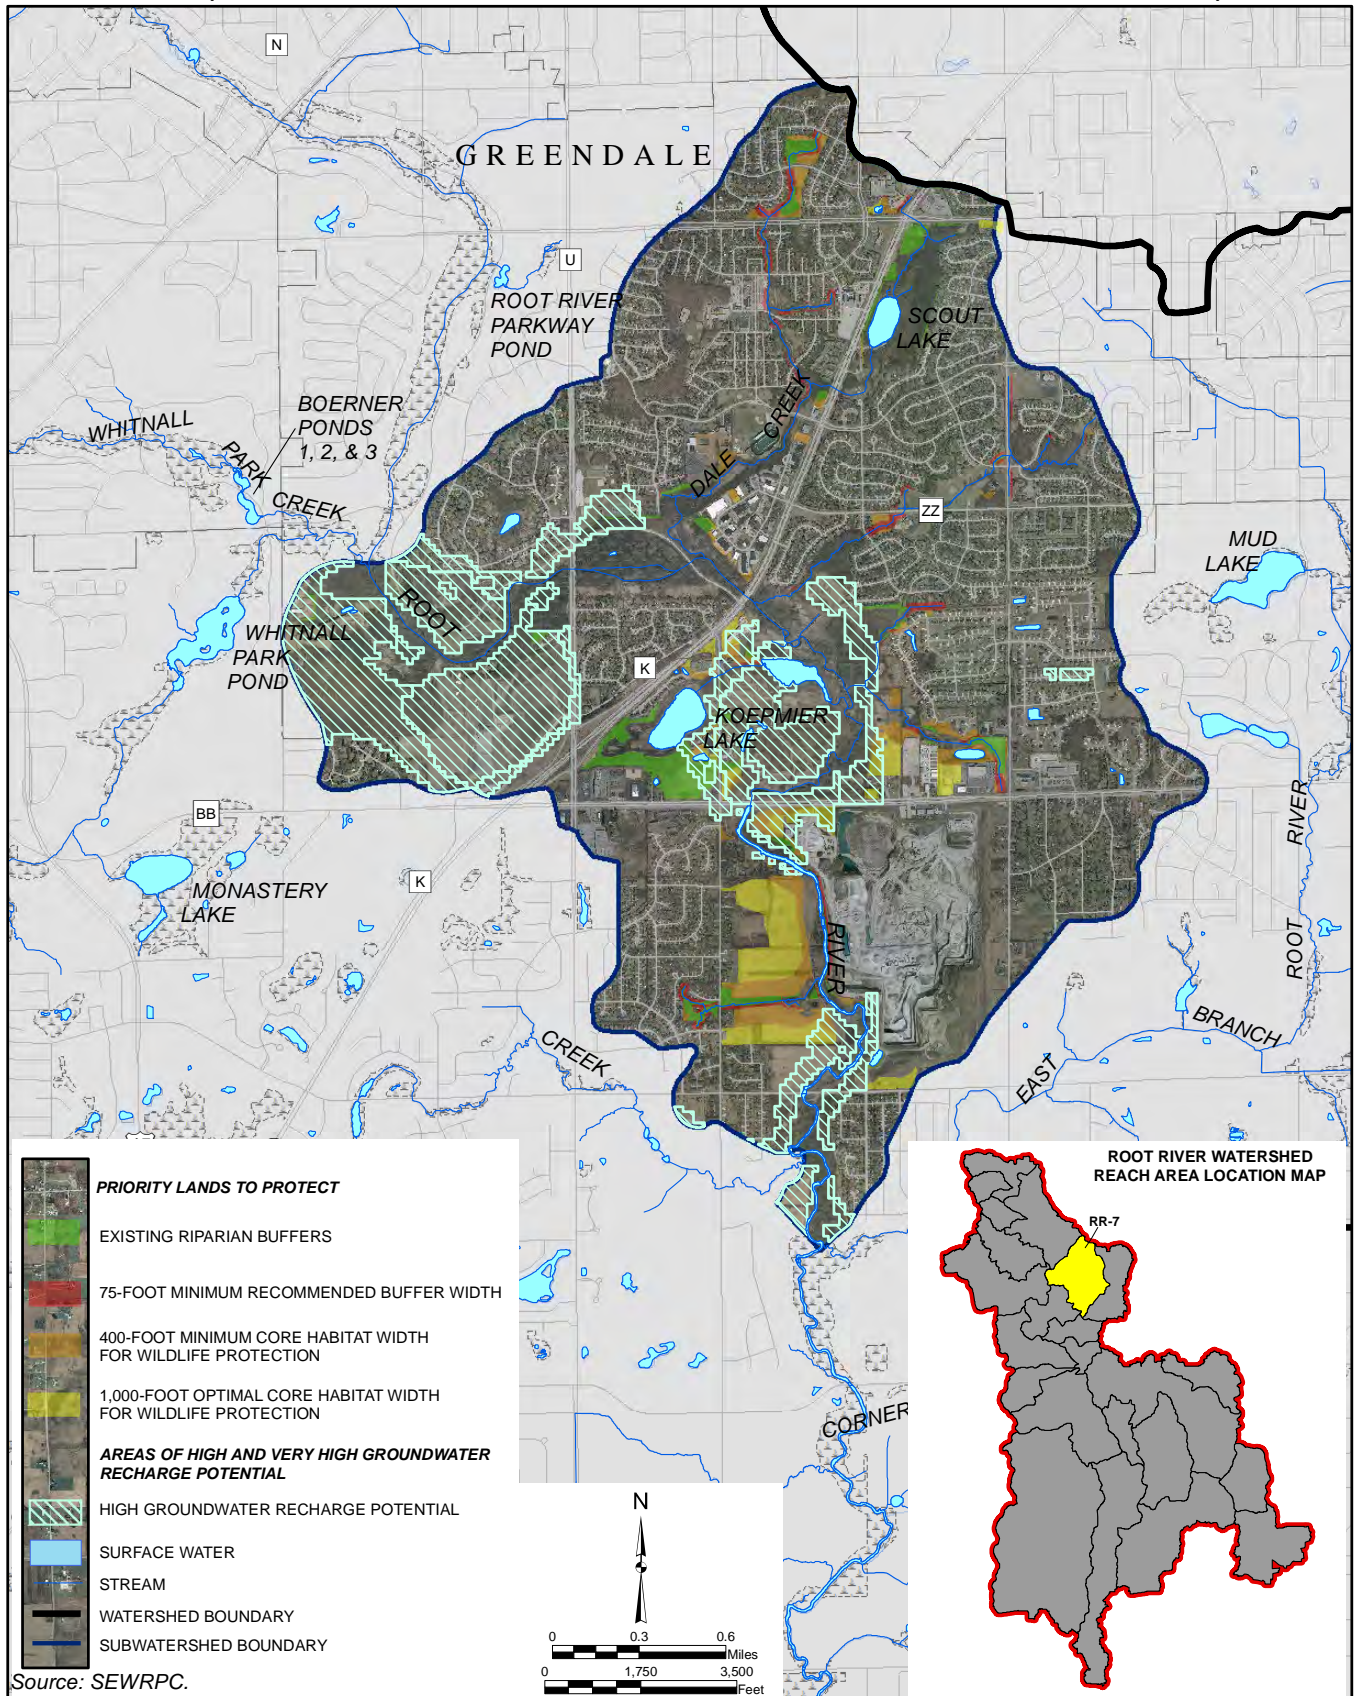 N
GREENDALE
U
ROOT RIVER
PARKWAY
POND
SCOUT
LAKE
BOERNER
PONDS
1, 2, & 3
WHITNALL
PARK
CREEK
DALE
CREEK
ZZ
MUD
LAKE
ROOT
WHITNALL
PARK
POND
K
KOEPMIER
LAKE
BB
K
MONASTERY
LAKE
RIVER
ROOT
RIVER
BRANCH
EAST
CREEK
CORNER
PRIORITY LANDS TO PROTECT
EXISTING RIPARIAN BUFFERS
75-FOOT MINIMUM RECOMMENDED BUFFER WIDTH
400-FOOT MINIMUM CORE HABITAT WIDTH
FOR WILDLIFE PROTECTION
1,000-FOOT OPTIMAL CORE HABITAT WIDTH
FOR WILDLIFE PROTECTION
AREAS OF HIGH AND VERY HIGH GROUNDWATER
RECHARGE POTENTIAL
HIGH GROUNDWATER RECHARGE POTENTIAL
SURFACE WATER
STREAM
WATERSHED BOUNDARY
SUBWATERSHED BOUNDARY
Source: SEWRPC.
N
0 0.3 0.6
Miles
0 1,750 3,500
Feet
ROOT RIVER WATERSHED
REACH AREA LOCATION MAP
RR-7